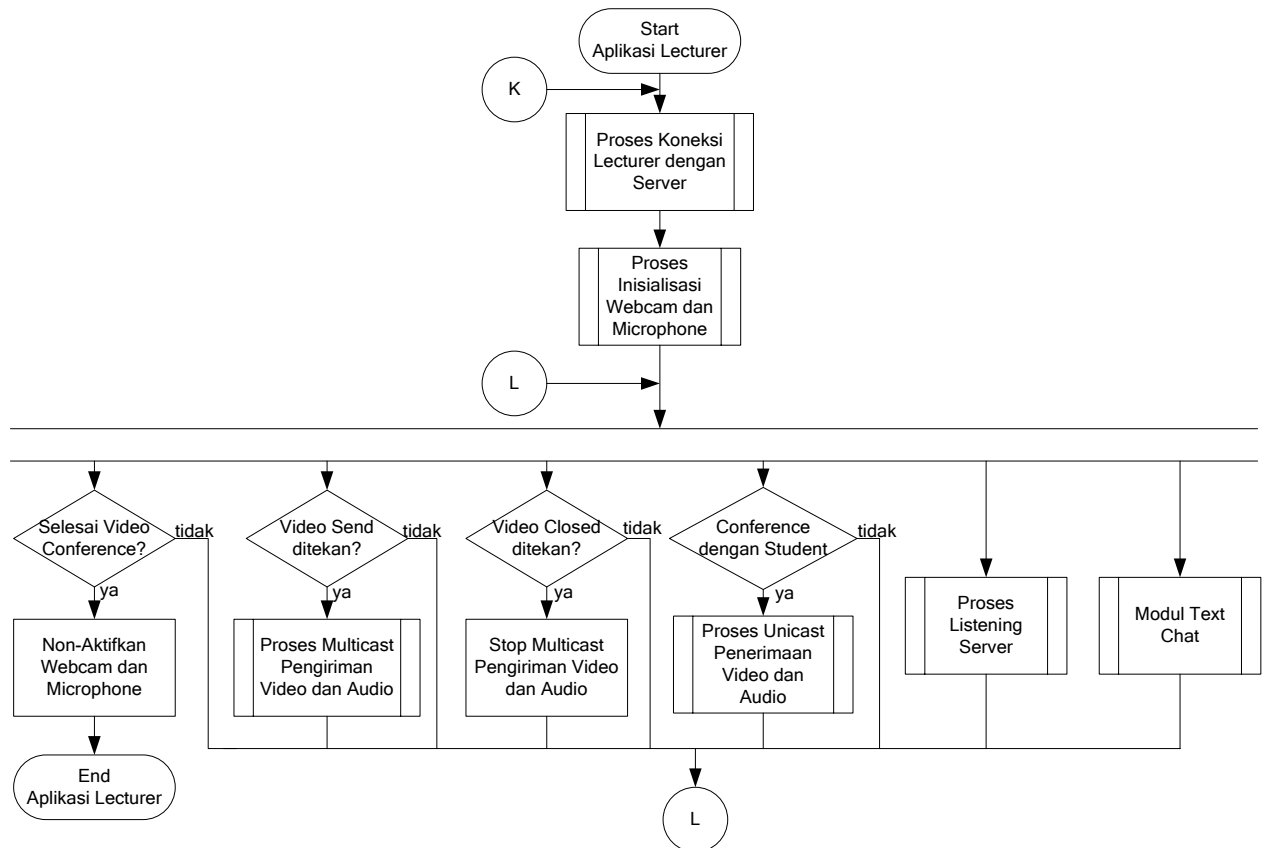 Start
Aplikasi Lecturer
K
Proses Koneksi
Lecturer dengan
Server
Proses
Inisialisasi
Webcam dan
Microphone
L
Selesai Video
Conference?
tidak
ya
Video Send
ditekan?
tidak
ya
Video Closed
ditekan?
tidak
ya
Conference
dengan Student
tidak
ya
Non-Aktifkan
Webcam dan
Microphone
Proses Multicast
Pengiriman
Video dan Audio
Stop Multicast
Pengiriman Video
dan Audio
Proses Unicast
Penerimaan
Video dan
Audio
Proses
Listening
Server
Modul Text
Chat
End
Aplikasi Lecturer
L